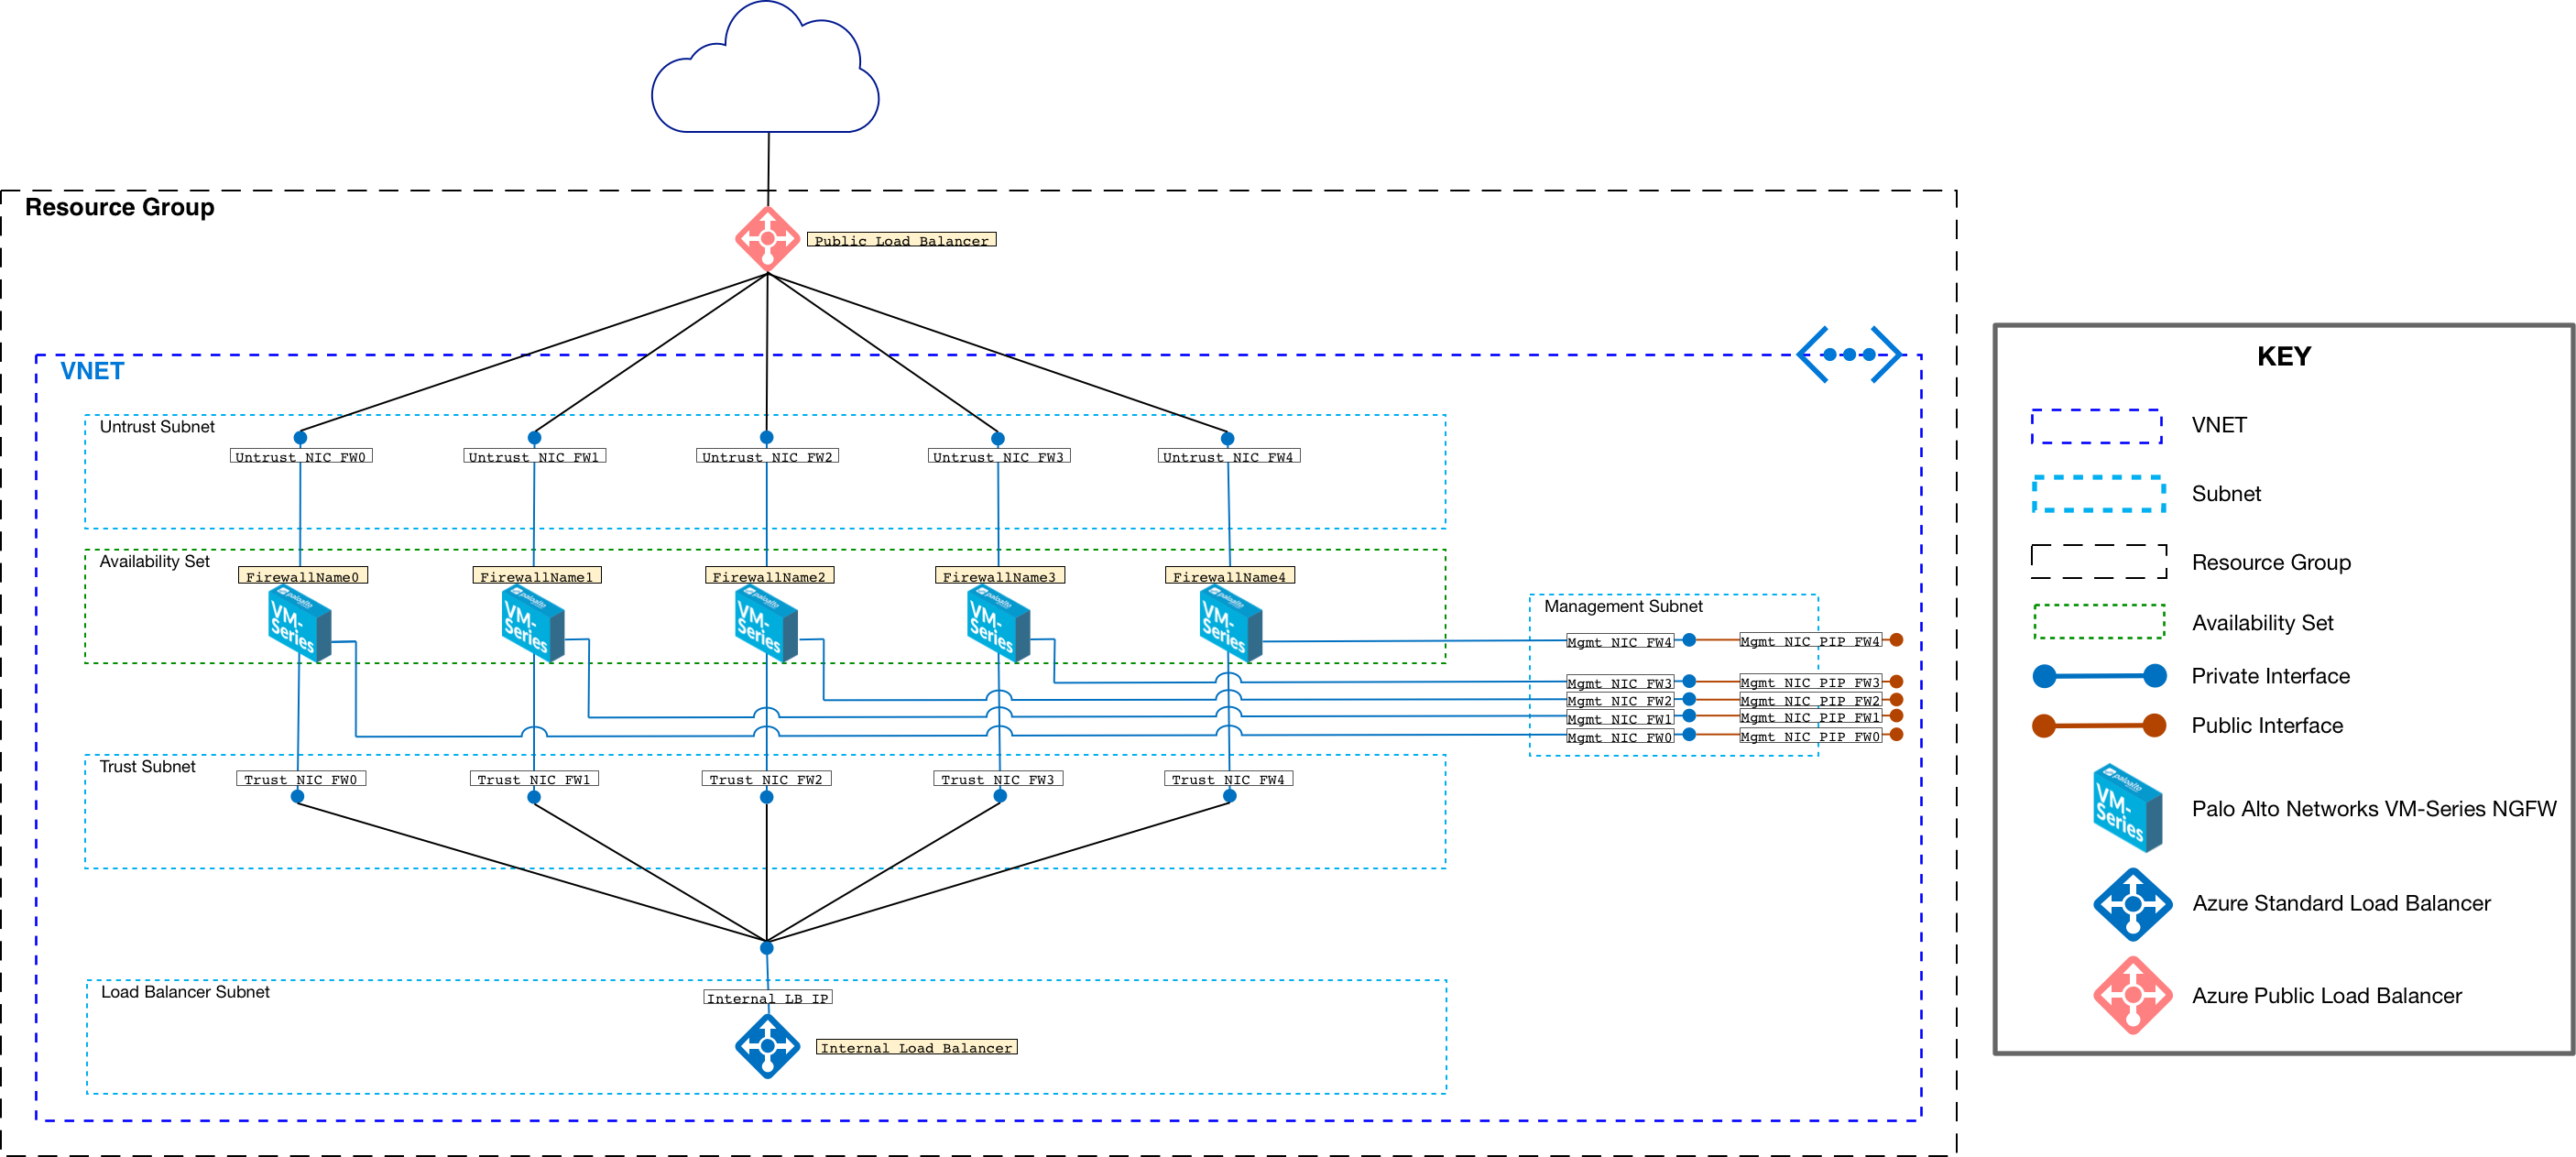 Resource Group
Public Load Balancer
VNET
Untrust Subnet
Untrust NIC FW0
Untrust NIC FW1
Untrust NIC FW2
Untrust NIC FW3
Untrust NIC FW4
Availability Set
FirewallName0
FirewallName1
FirewallName2
FirewallName3
FirewallName4
paloalto
VM-
Series
paloalto
VM-
Series
paloalto
VM-
Series
paloalto
VM-
Series
paloalto
VM-
Series
Management Subnet
Mgmt NIC FW4
Mgmt NIC PIP FW4
Mgmt NIC FW3
Mgmt NIC PIP FW3
Mgmt NIC FW2
Mgmt NIC PIP FW2
Mgmt NIC FW1
Mgmt NIC PIP FW1
Mgmt NIC FW0
Mgmt NIC PIP FW0
Trust Subnet
Trust NIC FW0
Trust NIC FW1
Trust NIC FW2
Trust NIC FW3
Trust NIC FW4
Load Balancer Subnet
Internal LB IP
Internal Load Balancer
KEY
VNET
Subnet
Resource Group
Availability Set
Private Interface
Public Interface
paloalto
VM-
Series
Palo Alto Networks VM-Series NGFW
Azure Standard Load Balancer
Azure Public Load Balancer